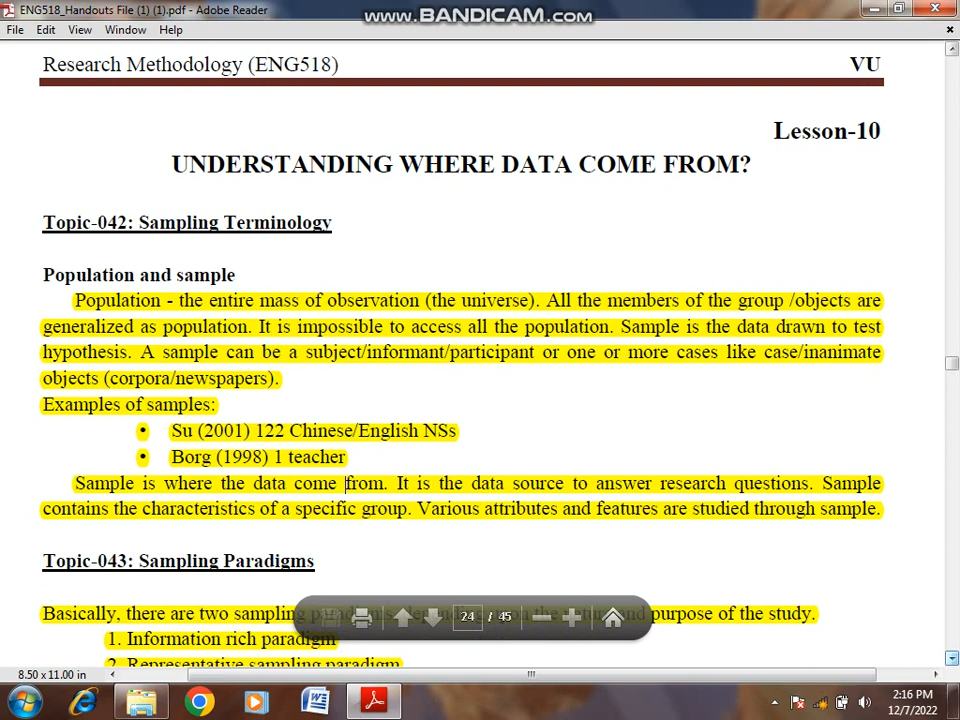 ENG518_Handouts File (1) (1).pdf - Adobe Reader
www.BANDICAM.com
File Edit View Window Help
Research Methodology (ENG518) VU
Lesson-10
UNDERSTANDING WHERE DATA COME FROM?
Topic-042: Sampling Terminology
Population and sample
Population - the entire mass of observation (the universe). All the members of the group /objects are
generalized as population. It is impossible to access all the population. Sample is the data drawn to test
hypothesis. A sample can be a subject/informant/participant or one or more cases like case/inanimate
objects (corpora/newspapers).
Examples of samples:
• Su (2001) 122 Chinese/English NSs
• Borg (1998) 1 teacher
Sample is where the data come from. It is the data source to answer research questions. Sample
contains the characteristics of a specific group. Various attributes and features are studied through sample.
Topic-043: Sampling Paradigms
Basically, there are two sampling purpose of the study.
24 / 45
1. Information rich paradigm
2. Representative sampling paradigm
8.50 x 11.00 in
2:16 PM
12/7/2022